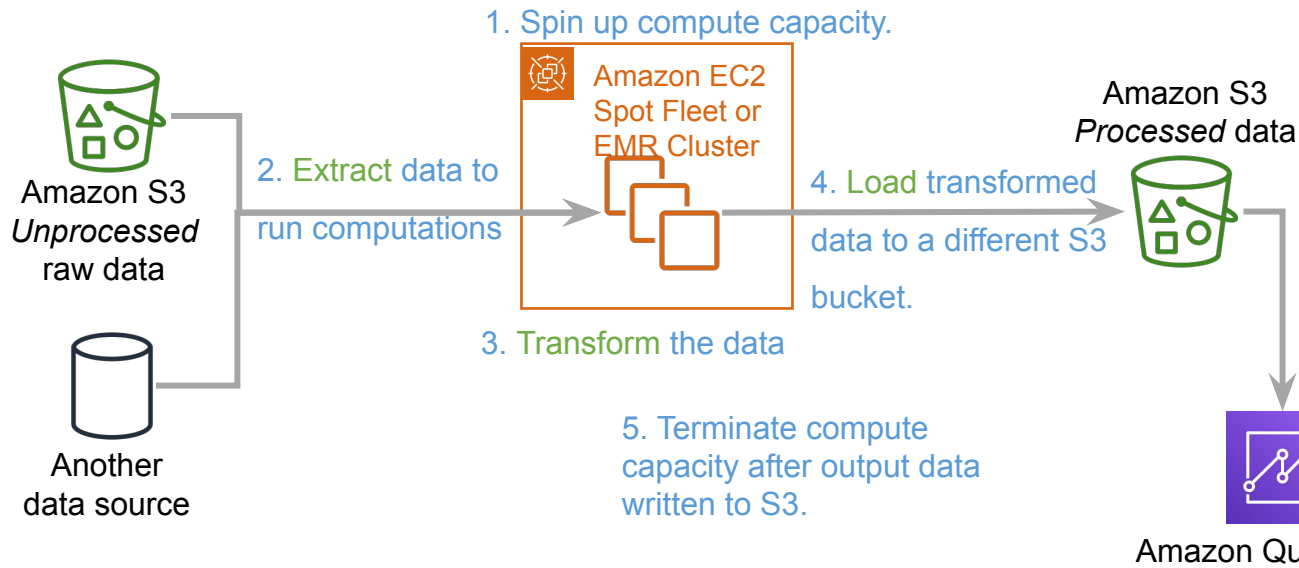 1. Spin up compute capacity.
Amazon EC2
Spot Fleet or
EMR Cluster
Amazon S3
Processed data
Amazon S3
Unprocessed
raw data
2. Extract data to
run computations
4. Load transformed
data to a different S3
bucket.
3. Transform the data
Another
data source
5. Terminate compute
capacity after output data
written to S3.
Amazon Qu